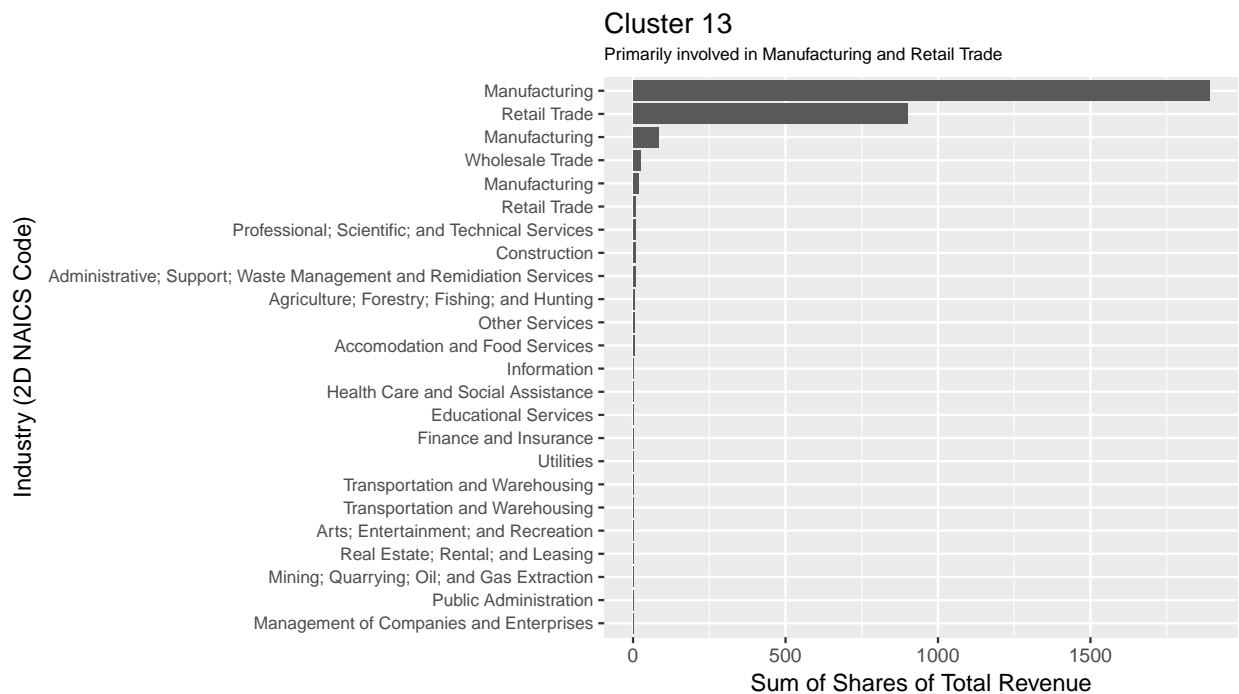 Cluster 13
Primarily involved in Manufacturing and Retail Trade
Industry (2D NAICS Code)
Manufacturing
Retail Trade
Manufacturing
Wholesale Trade
Manufacturing
Retail Trade
Professional; Scientific; and Technical Services
Construction
Administrative; Support; Waste Management and Remidiation Services
Agriculture; Forestry; Fishing; and Hunting
Other Services
Accomodation and Food Services
Information
Health Care and Social Assistance
Educational Services
Finance and Insurance
Utilities
Transportation and Warehousing
Transportation and Warehousing
Arts; Entertainment; and Recreation
Real Estate; Rental; and Leasing
Mining; Quarrying; Oil; and Gas Extraction
Public Administration
Management of Companies and Enterprises
0 500 1000 1500
Sum of Shares of Total Revenue